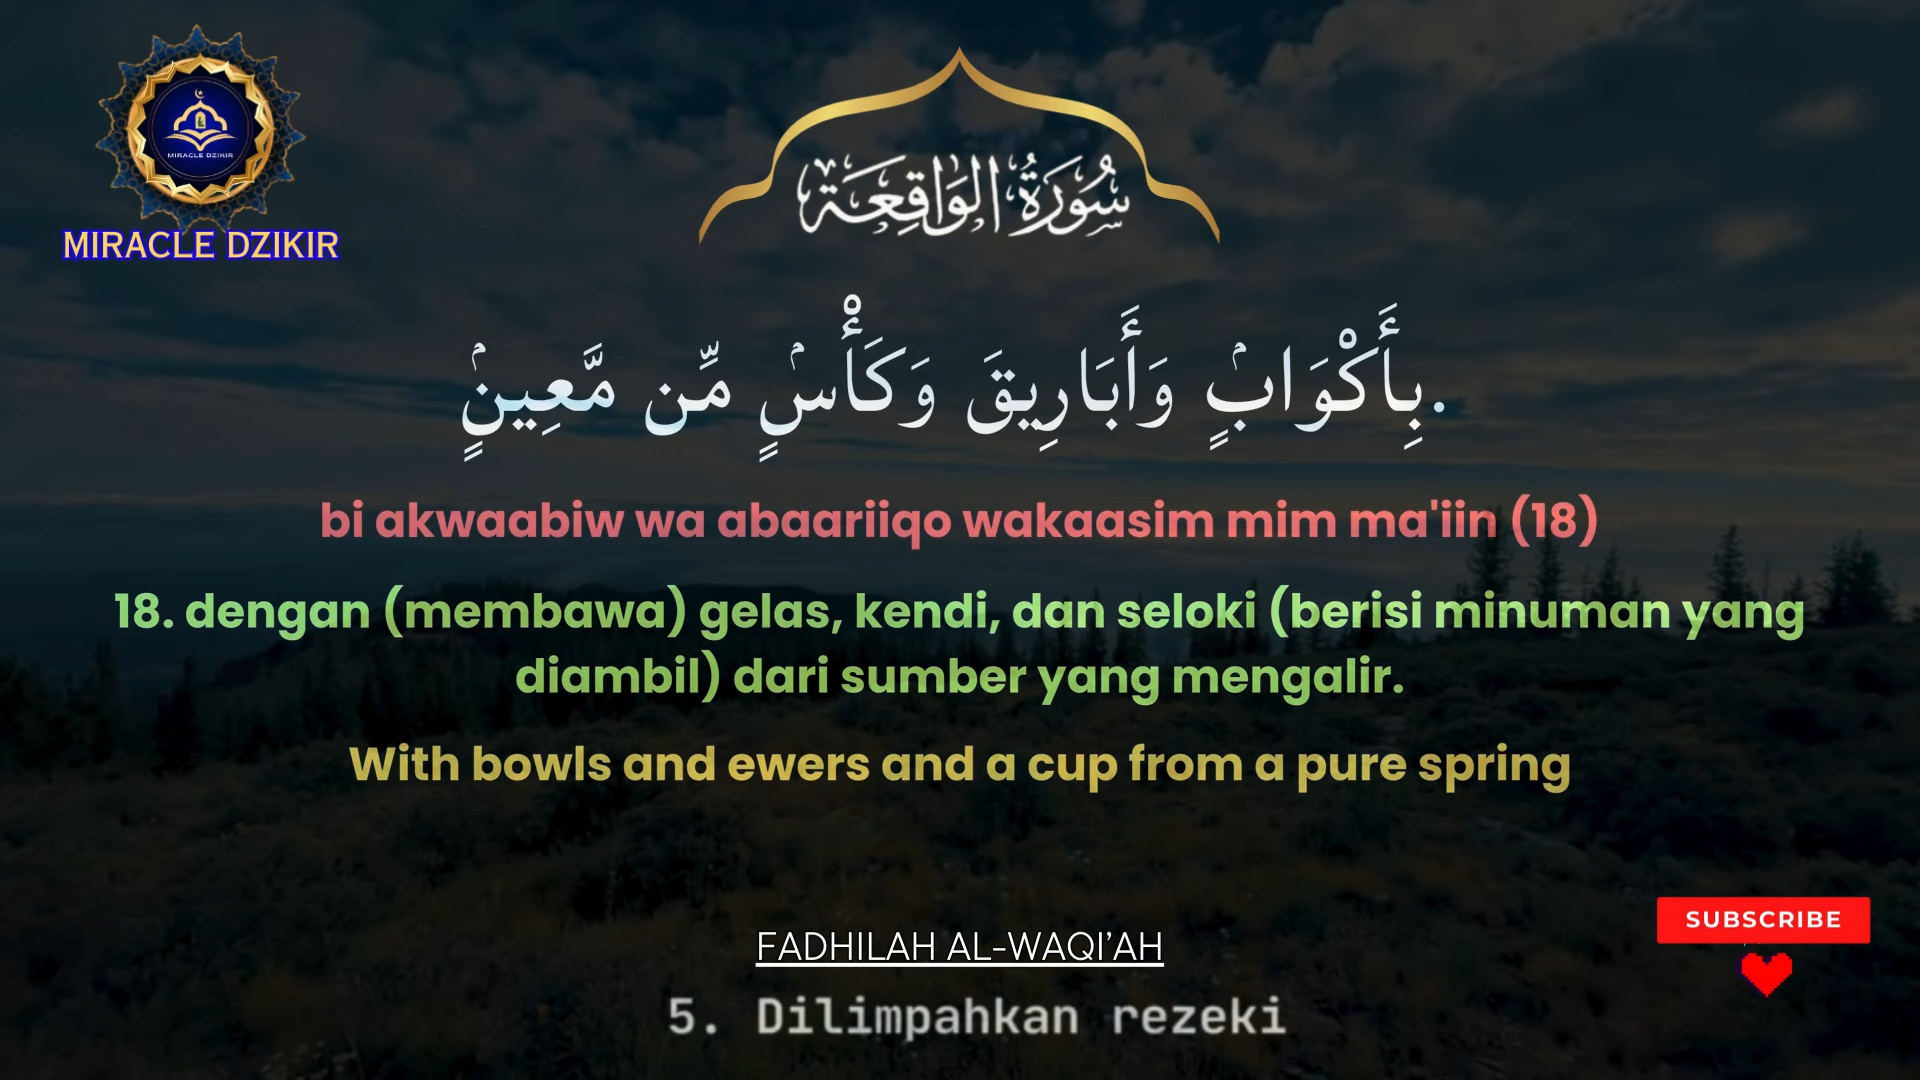 MIRACLE DZIKIR
MIRACLE DZIKIR
سُورَةُ الوَاقِعَة
بِأَكْوَابٍۢ وَأَبَارِيقَ وَكَأْسٍۢ مِّن مَّعِينٍۢ.
bi akwaabiw wa abaariiqo wakaasim mim ma'iin (18)
18. dengan (membawa) gelas, kendi, dan seloki (berisi minuman yang
diambil) dari sumber yang mengalir.
With bowls and ewers and a cup from a pure spring
SUBSCRIBE
FADHILAH AL-WAQI'AH
5. Dilimpahkan rezeki